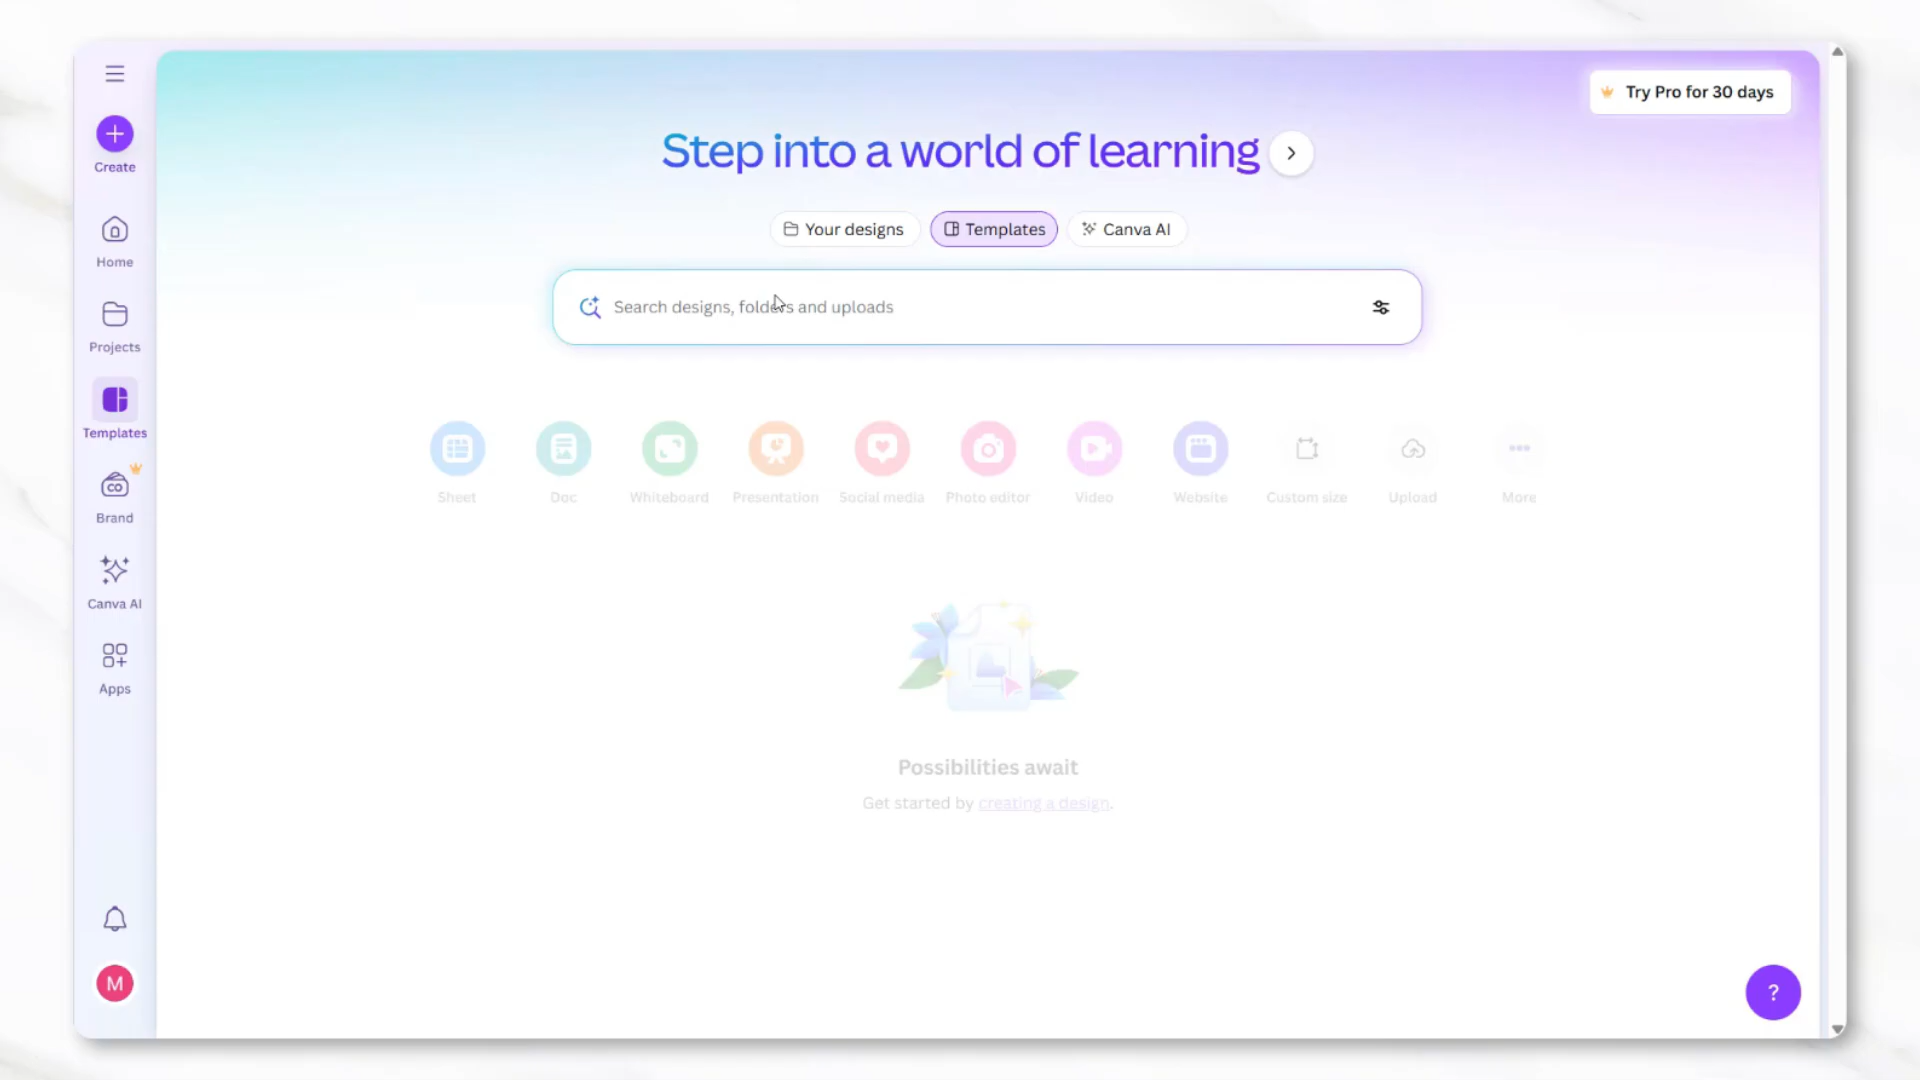 Try Pro for 30 days
Step into a world of learning
Your designs
Templates
Canva AI
Search designs, folders and uploads
Create
Home
Projects
Templates
CO
Brand
Canva AI
Apps
M
Sheet
Doc
Whiteboard
Presentation
Social media
Photo editor
Video
Website
Custom size
Upload
More
Possibilities await
Get started by creating a design.
?